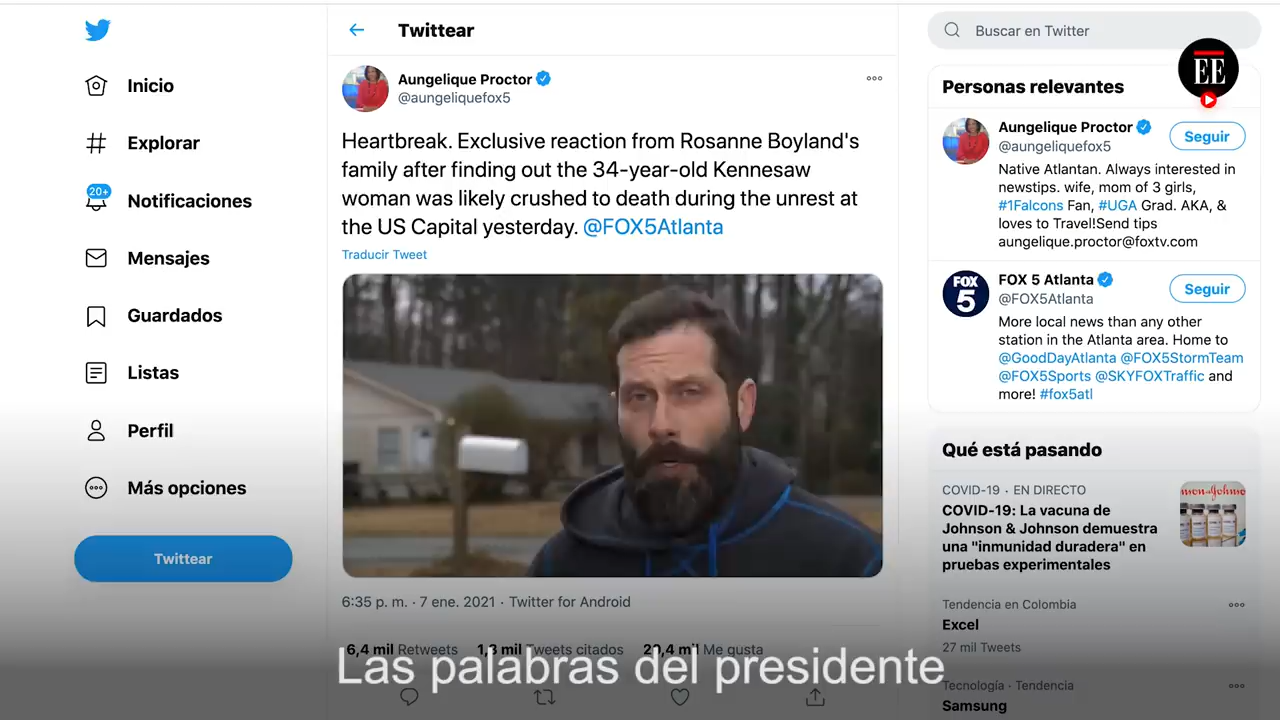 Inicio
Explorar
20+
Notificaciones
Mensajes
Guardados
Listas
Perfil
Más opciones
Twittear
Twittear
Aungelique Proctor
@aungeliquefox5
Heartbreak. Exclusive reaction from Rosanne Boyland's
family after finding out the 34-year-old Kennesaw
woman was likely crushed to death during the unrest at
the US Capital yesterday. @FOX5Atlanta
Traducir Tweet
6:35 p. m. · 7 ene. 2021 · Twitter for Android
6,4 mil Retweets 1,3 mil Tweets citados mil Me gusta
Las palabras del presidente
Buscar en Twitter
EE
Personas relevantes
Aungelique Proctor
@aungeliquefox5
Seguir
Native Atlantan. Always interested in
newstips. wife, mom of 3 girls,
#1Falcons Fan, #UGA Grad. AKA, &
loves to Travel!Send tips
aungelique.proctor@foxtv.com
FOX 5
FOX 5 Atlanta
@FOX5Atlanta
Seguir
More local news than any other
station in the Atlanta area. Home to
@GoodDayAtlanta @FOX5StormTeam
@FOX5Sports @SKYFOXTraffic and
more! #fox5atl
Qué está pasando
COVID-19 · EN DIRECTO
COVID-19: La vacuna de
Johnson & Johnson demuestra
una "inmunidad duradera" en
pruebas experimentales
Tendencia en Colombia
Excel
27 mil Tweets
Tecnología · Tendencia
Samsung